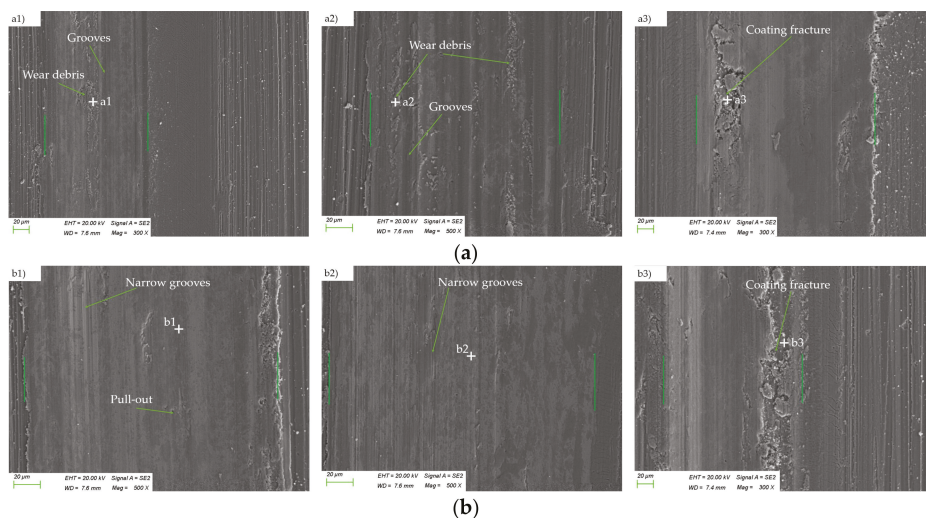 a1)
Grooves
Wear debris
a1
20 µm
EHT = 20.00 kV Signal A = SE2
WD = 7.6 mm Mag = 300 X
a2)
Wear debris
a2
Grooves
20 µm
EHT = 20.00 kV Signal A = SE2
WD = 7.6 mm Mag = 500 X
a3)
Coating fracture
a3
20 µm
EHT = 20.00 kV Signal A = SE2
WD = 7.4 mm Mag = 300 X
(a)
b1)
Narrow grooves
b1
Pull-out
20 µm
EHT = 20.00 kV Signal A = SE2
WD = 7.6 mm Mag = 500 X
b2)
Narrow grooves
b2
20 µm
EHT = 20.00 kV Signal A = SE2
WD = 7.6 mm Mag = 500 X
b3)
Coating fracture
b3
20 µm
EHT = 20.00 kV Signal A = SE2
WD = 7.4 mm Mag = 300 X
(b)